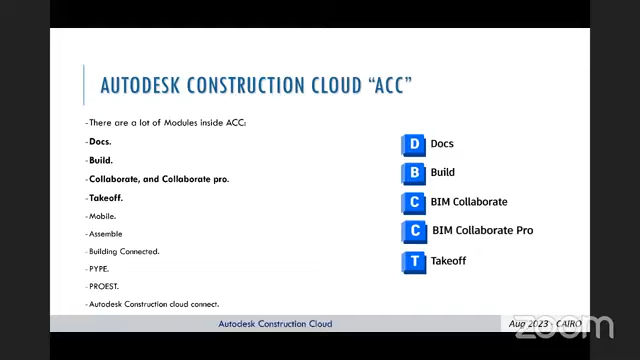 AUTODESK CONSTRUCTION CLOUD “ACC”
-There are a lot of Modules inside ACC:
-Docs.
-Build.
-Collaborate, and Collaborate pro.
-Takeoff.
-Mobile.
-Assemble
-Building Connected.
-PYPE.
-PROEST.
-Autodesk Construction cloud connect.
D Docs
B Build
C BIM Collaborate
C BIM Collaborate Pro
T Takeoff
Autodesk Construction Cloud
Aug 2023 - CAIRO
zoom